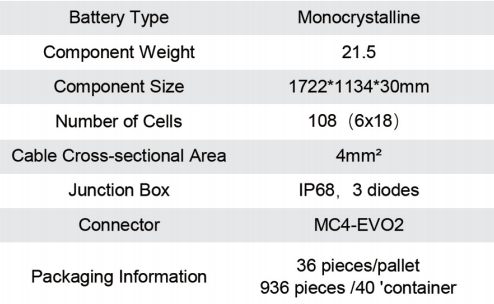 Battery Type Monocrystalline
Component Weight 21.5
Component Size 1722*1134*30mm
Number of Cells 108（6x18）
Cable Cross-sectional Area 4mm²
Junction Box IP68，3 diodes
Connector MC4-EVO2
Packaging Information 36 pieces/pallet
936 pieces /40 'container